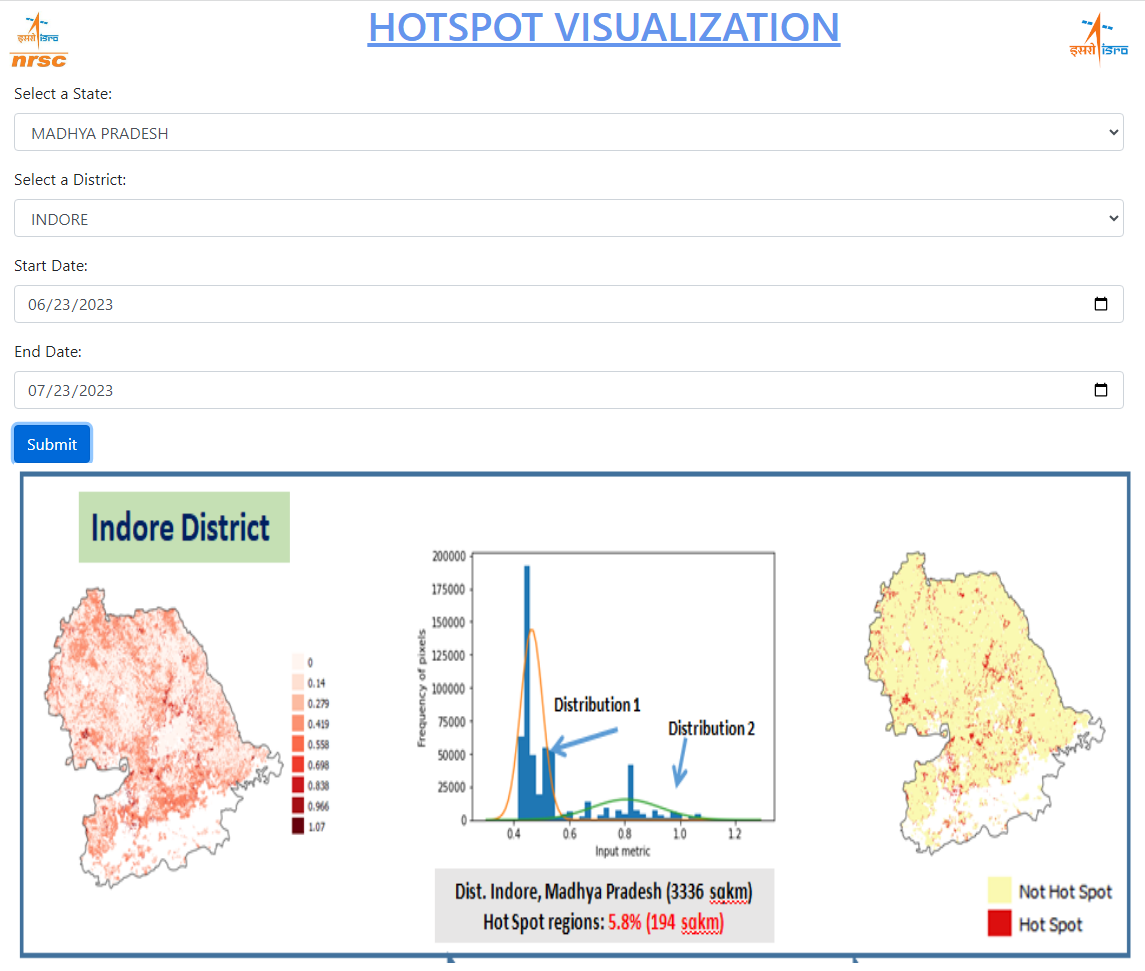 HOTSPOT VISUALIZATION
इसरो isro
nrsc
इसरो isro
Select a State:
MADHYA PRADESH
Select a District:
INDORE
Start Date:
06/23/2023
End Date:
07/23/2023
Submit
Indore District
0
0.14
0.279
0.419
0.558
0.698
0.838
0.966
1.07
200000
175000
150000
125000
100000
75000
50000
25000
0
Frequency of pixels
Distribution 1
Distribution 2
0.4 0.6 0.8 1.0 1.2
Input metric
Dist. Indore, Madhya Pradesh (3336 sqkm)
Hot Spot regions: 5.8% (194 sqkm)
Not Hot Spot
Hot Spot